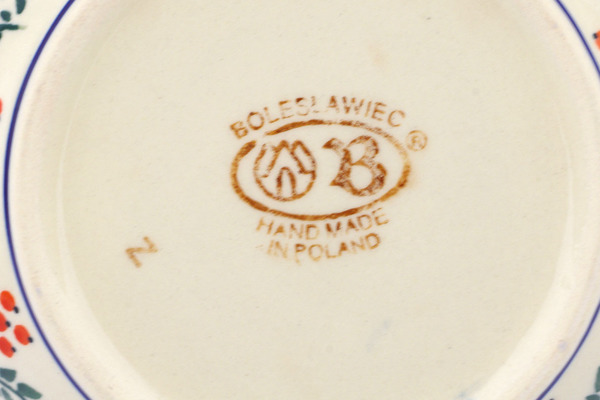 BOLESLAWIEC
B ®
HAND MADE
IN POLAND
Z